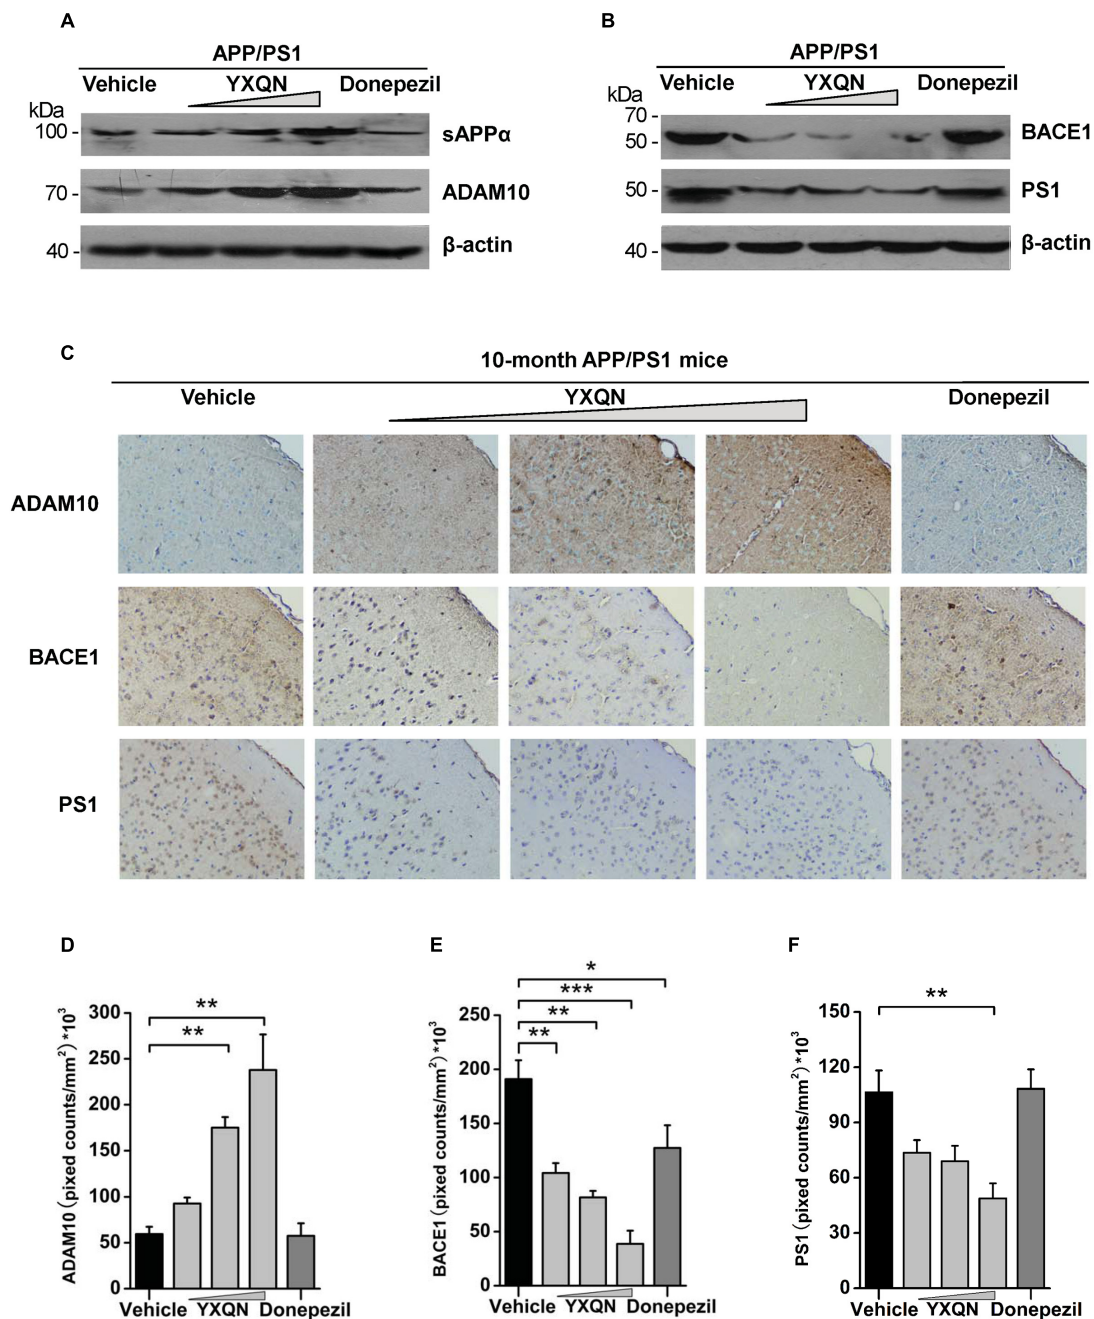 A
APP/PS1
Vehicle YXQN Donepezil
kDa
100 - sAPPα
70 - ADAM10
40 - β-actin
B
APP/PS1
Vehicle YXQN Donepezil
kDa
70 -
50 - BACE1
50 - PS1
40 - β-actin
C
10-month APP/PS1 mice
Vehicle YXQN Donepezil
ADAM10
BACE1
PS1
D
ADAM10 (pixed counts/mm²) *10³
300
250
200
150
100
50
0
**
**
Vehicle YXQN Donepezil
E
BACE1 (pixed counts/mm²) *10³
250
200
150
100
50
0
*
***
**
**
Vehicle YXQN Donepezil
F
PS1 (pixed counts/mm²) *10³
150
120
90
60
30
0
**
Vehicle YXQN Donepezil